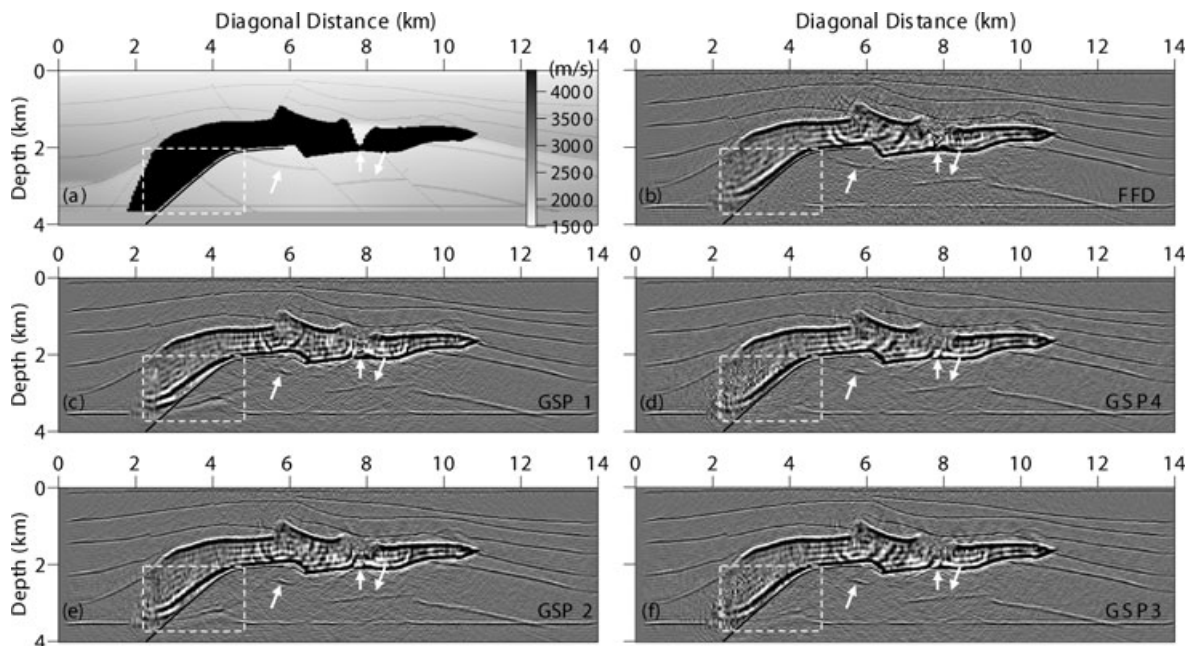 Diagonal Distance (km)
0 2 4 6 8 10 12 14
Diagonal Distance (km)
0 2 4 6 8 10 12 14
Depth (km)
0
2
4
(a)
(m/s)
4000
3500
3000
2500
2000
1500
(b)
FFD
0 2 4 6 8 10 12 14
0 2 4 6 8 10 12 14
Depth (km)
0
2
4
(c)
GSP 1
(d)
GSP4
0 2 4 6 8 10 12 14
0 2 4 6 8 10 12 14
Depth (km)
0
2
4
(e)
GSP 2
(f)
GSP3